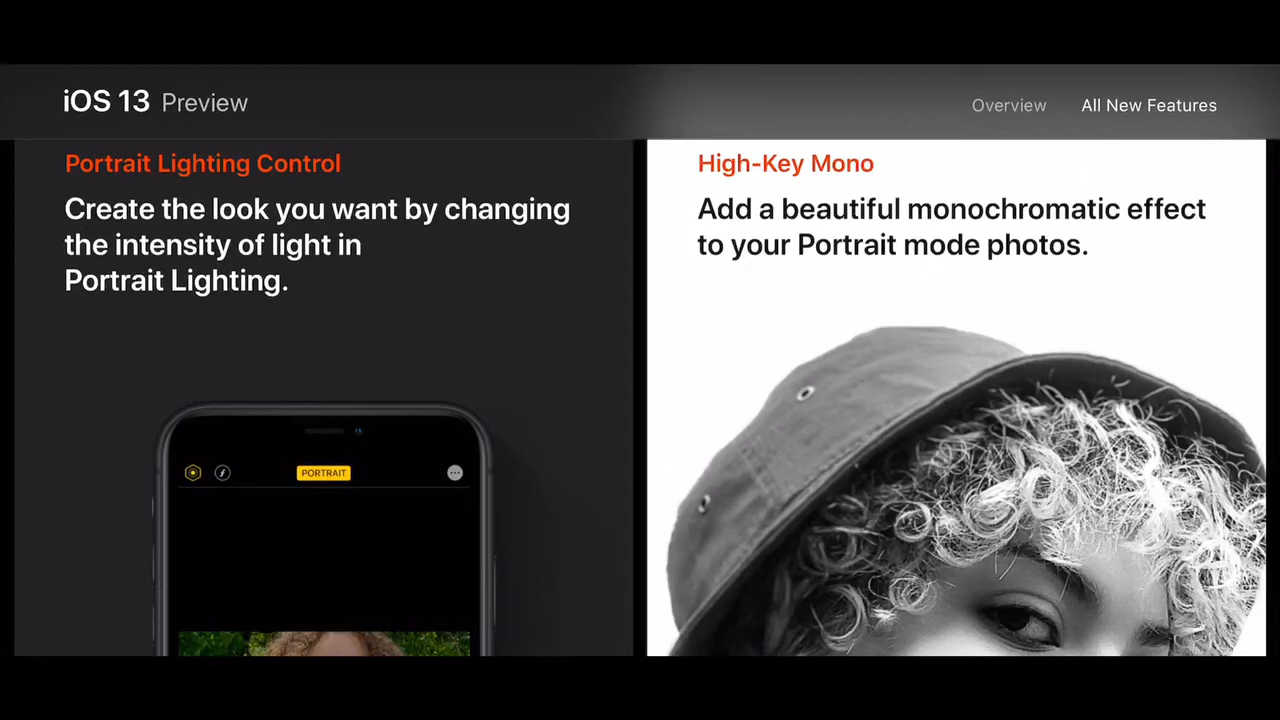 iOS 13 Preview
Overview
All New Features
Portrait Lighting Control
Create the look you want by changing
the intensity of light in
Portrait Lighting.
PORTRAIT
High-Key Mono
Add a beautiful monochromatic effect
to your Portrait mode photos.